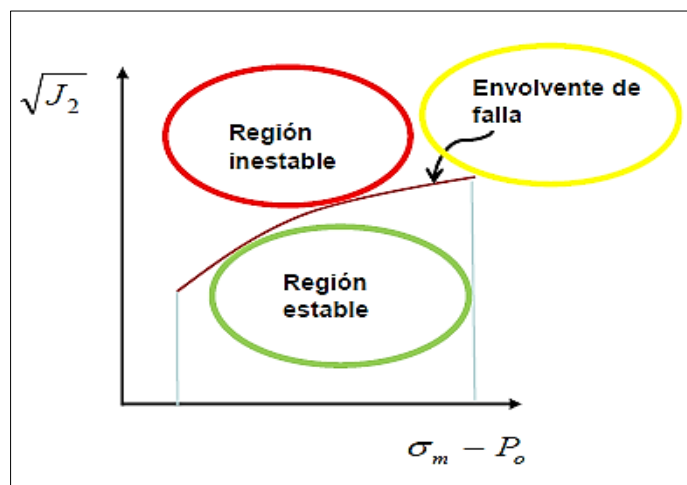 √J₂
Región
inestable
Envolvente de
falla
Región
estable
σₘ − Pₒ